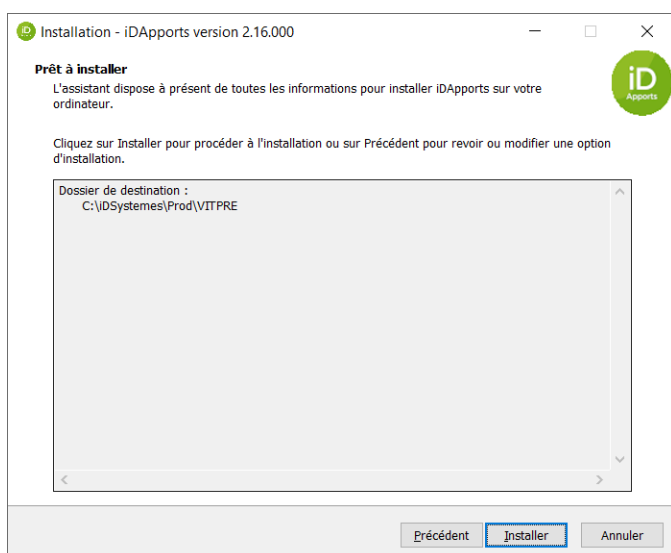 iD Installation - iDApports version 2.16.000
Prêt à installer
L'assistant dispose à présent de toutes les informations pour installer iDApports sur votre
ordinateur.
iD
Apports
Cliquez sur Installer pour procéder à l'installation ou sur Précédent pour revoir ou modifier une option
d'installation.
Dossier de destination :
C:\iDSystemes\Prod\VITPRE
Précédent Installer Annuler